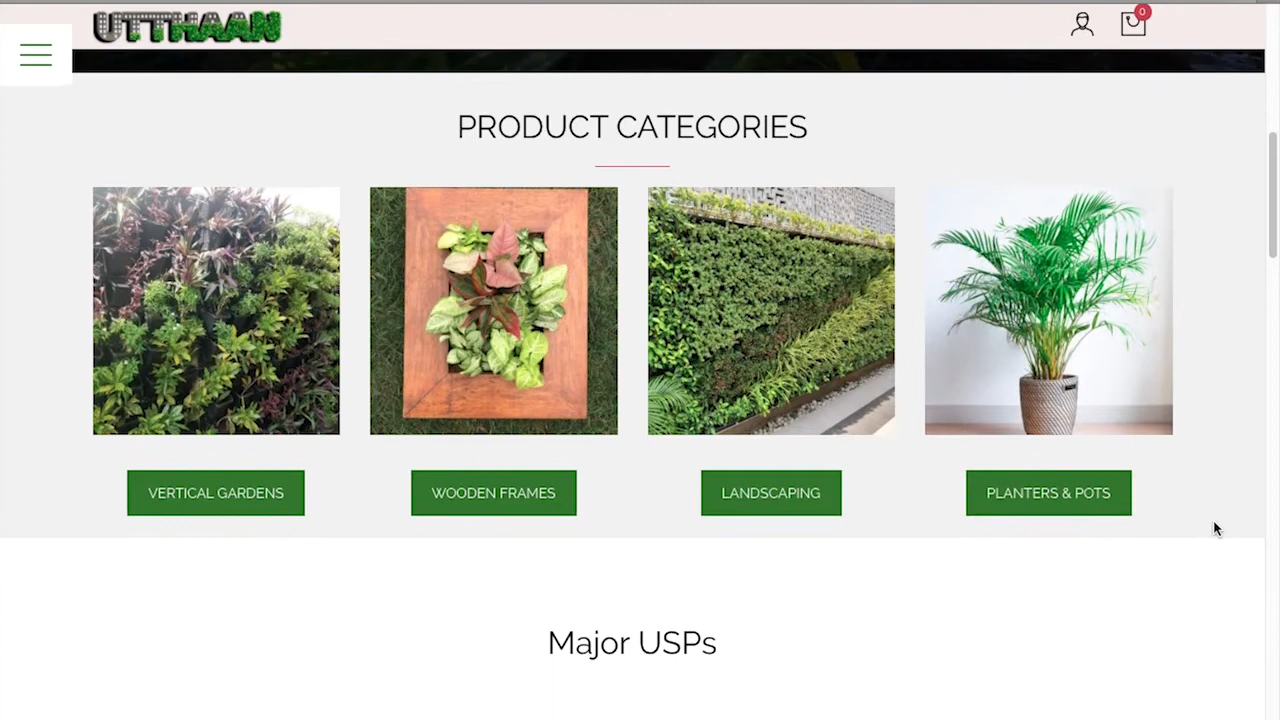 UTTHAAN
0
PRODUCT CATEGORIES
VERTICAL GARDENS
WOODEN FRAMES
LANDSCAPING
PLANTERS & POTS
Major USPs